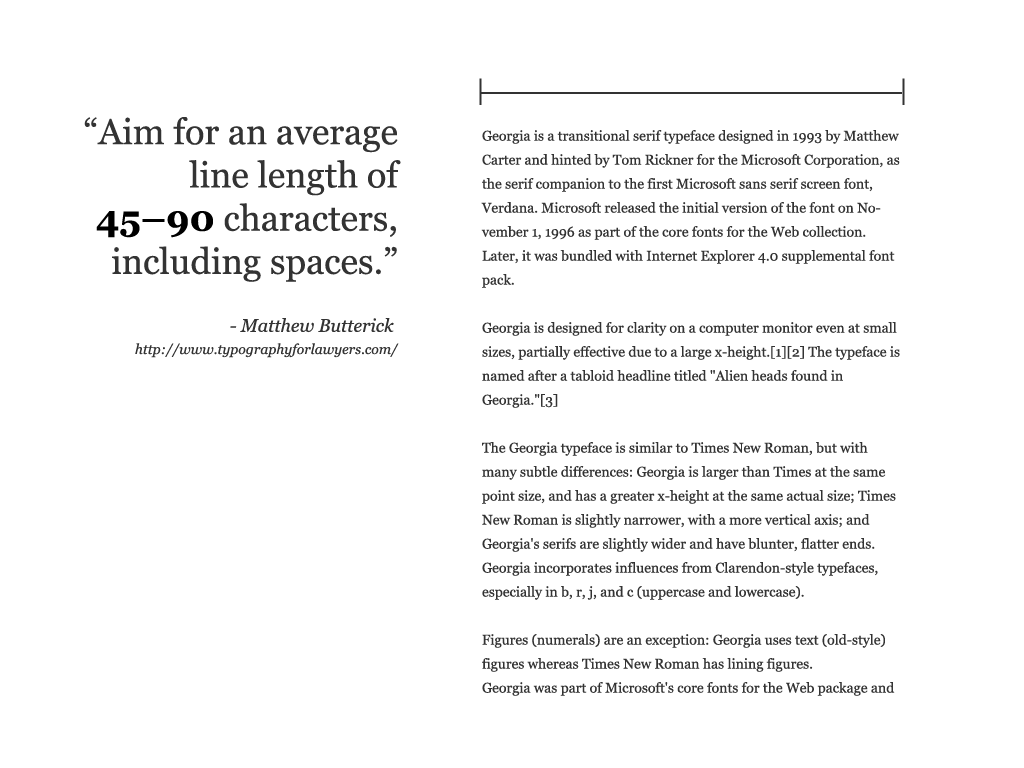 “Aim for an average
line length of
45–90 characters,
including spaces.”
- Matthew Butterick
http://www.typographyforlawyers.com/
Georgia is a transitional serif typeface designed in 1993 by Matthew
Carter and hinted by Tom Rickner for the Microsoft Corporation, as
the serif companion to the first Microsoft sans serif screen font,
Verdana. Microsoft released the initial version of the font on No-
vember 1, 1996 as part of the core fonts for the Web collection.
Later, it was bundled with Internet Explorer 4.0 supplemental font
pack.
Georgia is designed for clarity on a computer monitor even at small
sizes, partially effective due to a large x-height.[1][2] The typeface is
named after a tabloid headline titled "Alien heads found in
Georgia."[3]
The Georgia typeface is similar to Times New Roman, but with
many subtle differences: Georgia is larger than Times at the same
point size, and has a greater x-height at the same actual size; Times
New Roman is slightly narrower, with a more vertical axis; and
Georgia's serifs are slightly wider and have blunter, flatter ends.
Georgia incorporates influences from Clarendon-style typefaces,
especially in b, r, j, and c (uppercase and lowercase).
Figures (numerals) are an exception: Georgia uses text (old-style)
figures whereas Times New Roman has lining figures.
Georgia was part of Microsoft's core fonts for the Web package and